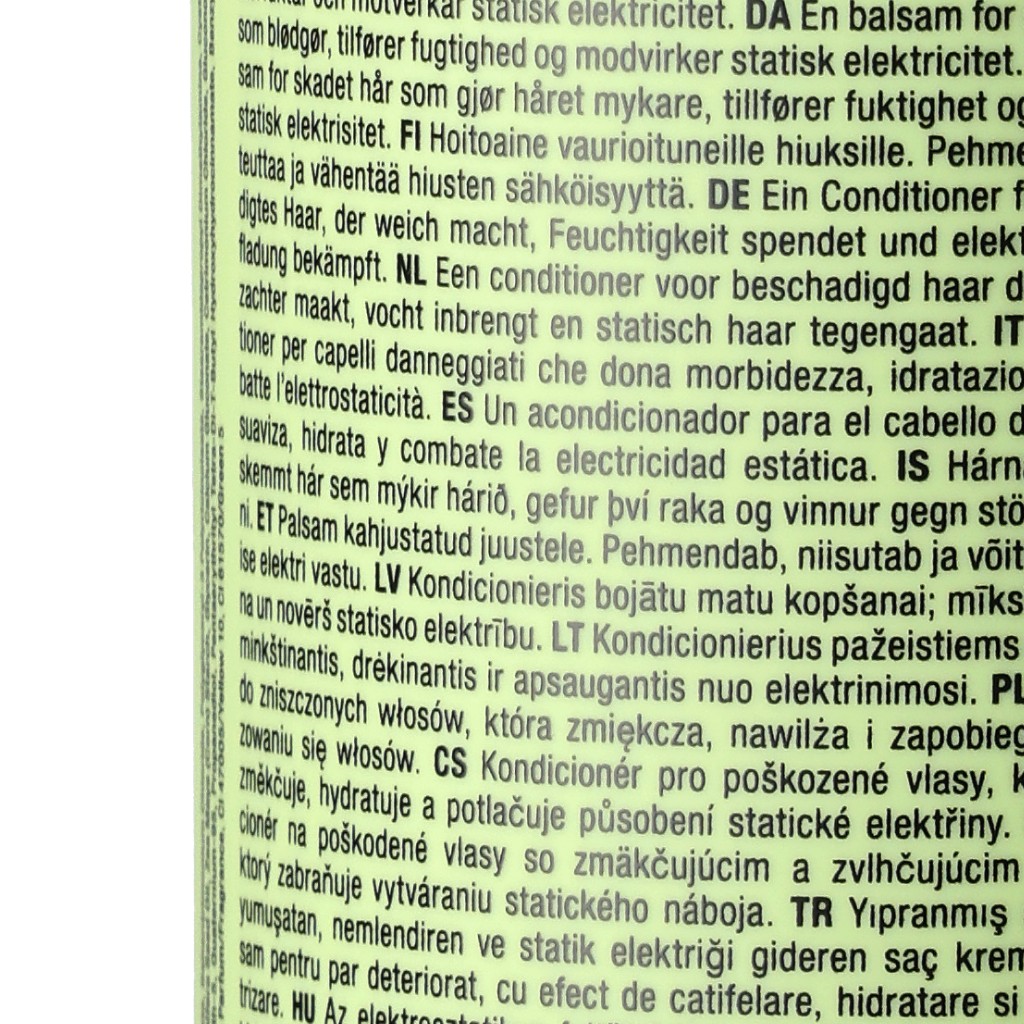 motverkar statisk elektricitet. DA En balsam for
som blødgør, tilfører fugtighed og modvirker statisk elektricitet.
sam for skadet hår som gjør håret mykare, tillfører fuktighet og
statisk elektrisitet. FI Hoitoaine vaurioituneille hiuksille. Pehme
teuttaa ja vähentää hiusten sähköisyyttä. DE Ein Conditioner f
digtes Haar, der weich macht, Feuchtigkeit spendet und elekt
fladung bekämpft. NL Een conditioner voor beschadigd haar d
zachter maakt, vocht inbrengt en statisch haar tegengaat. IT
tioner per capelli danneggiati che dona morbidezza, idratazio
batte l'elettrostaticità. ES Un acondicionador para el cabello d
suaviza, hidrata y combate la electricidad estática. IS Hárn
skemmt hár sem mýkir hárið, gefur því raka og vinnur gegn stö
ni. ET Palsam kahjustatud juustele. Pehmendab, niisutab ja võit
ise elektri vastu. LV Kondicionieris bojātu matu kopšanai; mīks
na un novērš statisko elektrību. LT Kondicionierius pažeistiems
minkštinantis, drėkinantis ir apsaugantis nuo elektrinimosi. PL
do zniszczonych włosów, która zmiękcza, nawilża i zapobieg
zowaniu się włosów. CS Kondicionér pro poškozené vlasy, k
změkčuje, hydratuje a potlačuje působení statické elektřiny.
cionér na poškodené vlasy so zmäkčujúcim a zvlhčujúcim
ktorý zabraňuje vytváraniu statického náboja. TR Yıpranmış
yumuşatan, nemlendiren ve statik elektriği gideren saç krem
sam pentru par deteriorat, cu efect de catifelare, hidratare si
trizare. HU Az